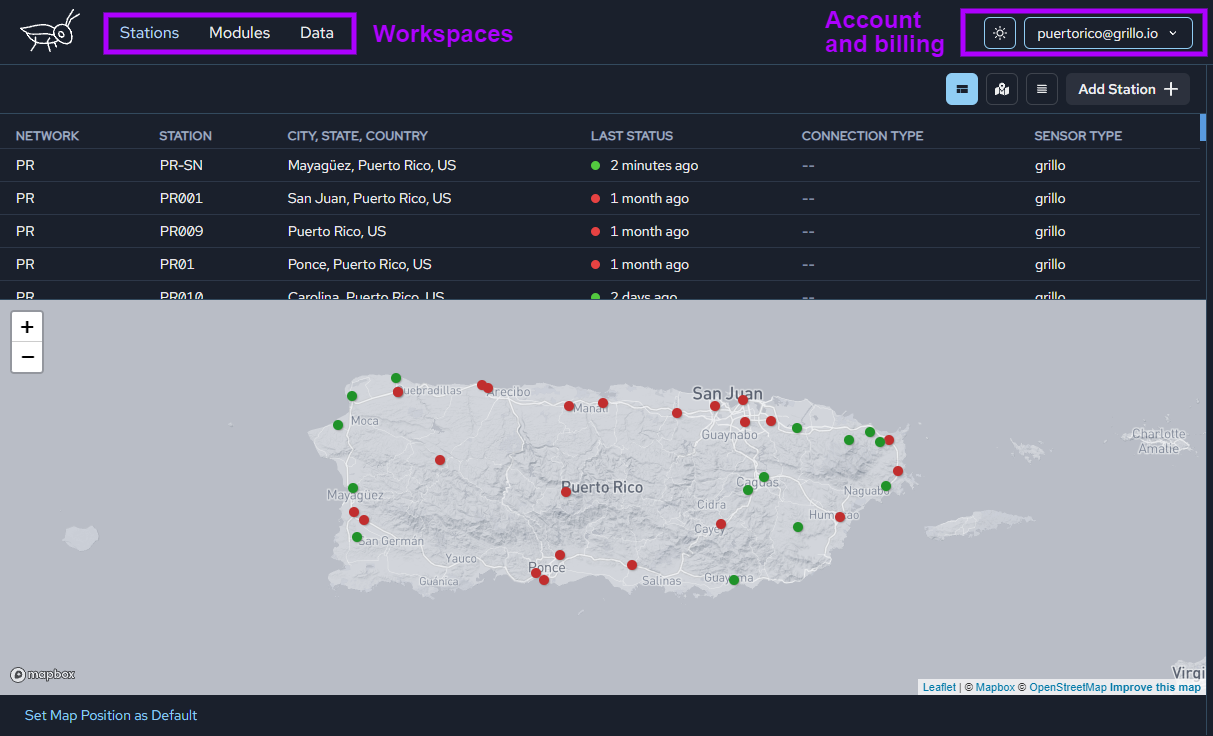 Stations Modules Data Workspaces Account and billing puertorico@grillo.io
Add Station
NETWORK STATION CITY, STATE, COUNTRY LAST STATUS CONNECTION TYPE SENSOR TYPE
PR PR-SN Mayagüez, Puerto Rico, US 2 minutes ago -- grillo
PR PR001 San Juan, Puerto Rico, US 1 month ago -- grillo
PR PR009 Puerto Rico, US 1 month ago -- grillo
PR PR01 Ponce, Puerto Rico, US 1 month ago -- grillo
PR PR010 Carolina, Puerto Rico, US 2 days ago -- grillo
+
−
Quebradillas Arecibo San Juan
Moca Manatí Guaynabo Charlotte Amalie
Mayagüez Puerto Rico Caguas Naguabo
Cidra Humacao
San Germán Cayey
Yauco Ponce
Guánica Salinas Guayama
mapbox Virgi
Leaflet | © Mapbox © OpenStreetMap Improve this map
Set Map Position as Default